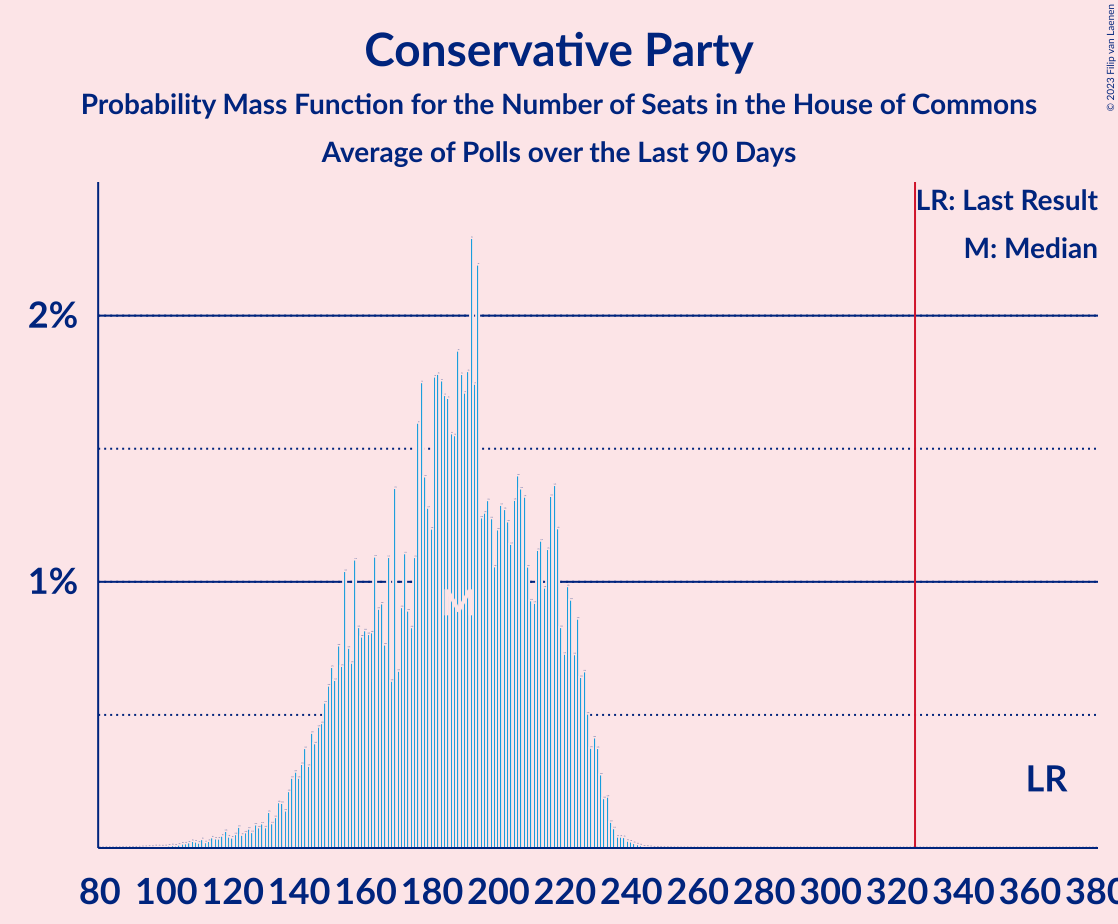 Conservative Party
Probability Mass Function for the Number of Seats in the House of Commons
Average of Polls over the Last 90 Days
© 2023 Filip van Laenen
LR: Last Result
M: Median
2%
1%
M
LR
80 100 120 140 160 180 200 220 240 260 280 300 320 340 360 380